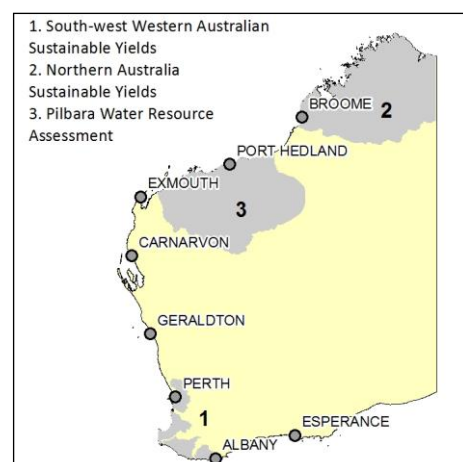 1. South-west Western Australian
Sustainable Yields
2. Northern Australia
Sustainable Yields
3. Pilbara Water Resource
Assessment
BROOME
2
PORT HEDLAND
EXMOUTH
3
CARNARVON
GERALDTON
PERTH
1
ESPERANCE
ALBANY